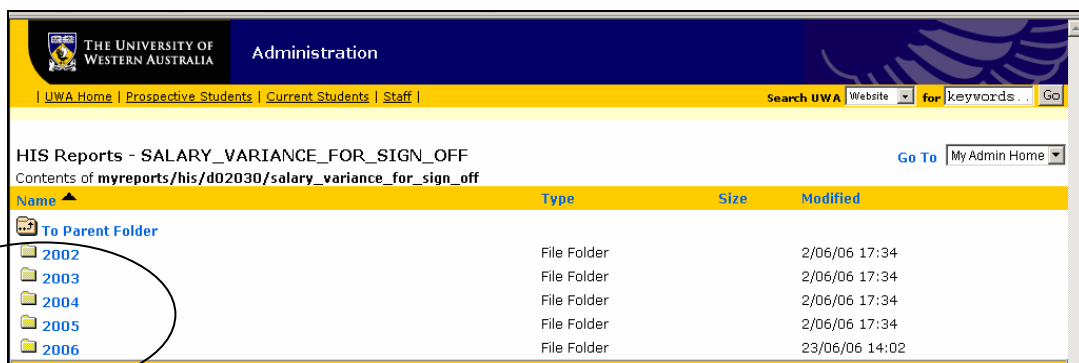 THE UNIVERSITY OF
WESTERN AUSTRALIA
Administration
| UWA Home | Prospective Students | Current Students | Staff |
Search UWA Website for keywords.. Go
HIS Reports - SALARY_VARIANCE_FOR_SIGN_OFF
Go To My Admin Home
Contents of myreports/his/d02030/salary_variance_for_sign_off
Name Type Size Modified
To Parent Folder
2002 File Folder 2/06/06 17:34
2003 File Folder 2/06/06 17:34
2004 File Folder 2/06/06 17:34
2005 File Folder 2/06/06 17:34
2006 File Folder 23/06/06 14:02